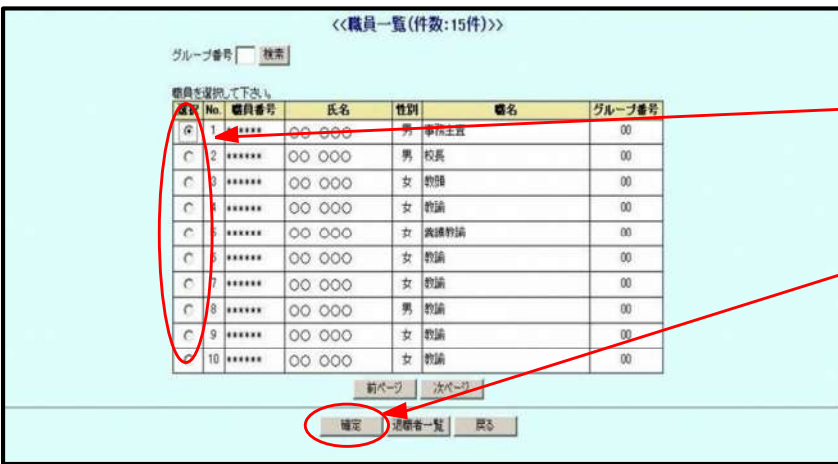 <<職員一覧(件数:15件)>>
グループ番号 検索
職員を選択して下さい。
選択 No. 職員番号 氏名 性別 職名 グループ番号
1 ****** ○○ ○○○ 男 事務主査 00
2 ****** ○○ ○○○ 男 校長 00
3 ****** ○○ ○○○ 女 教頭 00
4 ****** ○○ ○○○ 女 教諭 00
5 ****** ○○ ○○○ 女 養護教諭 00
6 ****** ○○ ○○○ 女 教諭 00
7 ****** ○○ ○○○ 女 教諭 00
8 ****** ○○ ○○○ 男 教諭 00
9 ****** ○○ ○○○ 女 教諭 00
10 ****** ○○ ○○○ 女 教諭 00
前ページ 次ページ
確定 退職者一覧 戻る